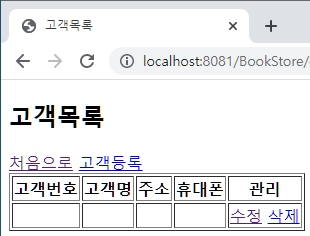 고객목록
localhost:8081/BookStore/
고객목록
처음으로 고객등록
고객번호 고객명 주소 휴대폰 관리
수정 삭제